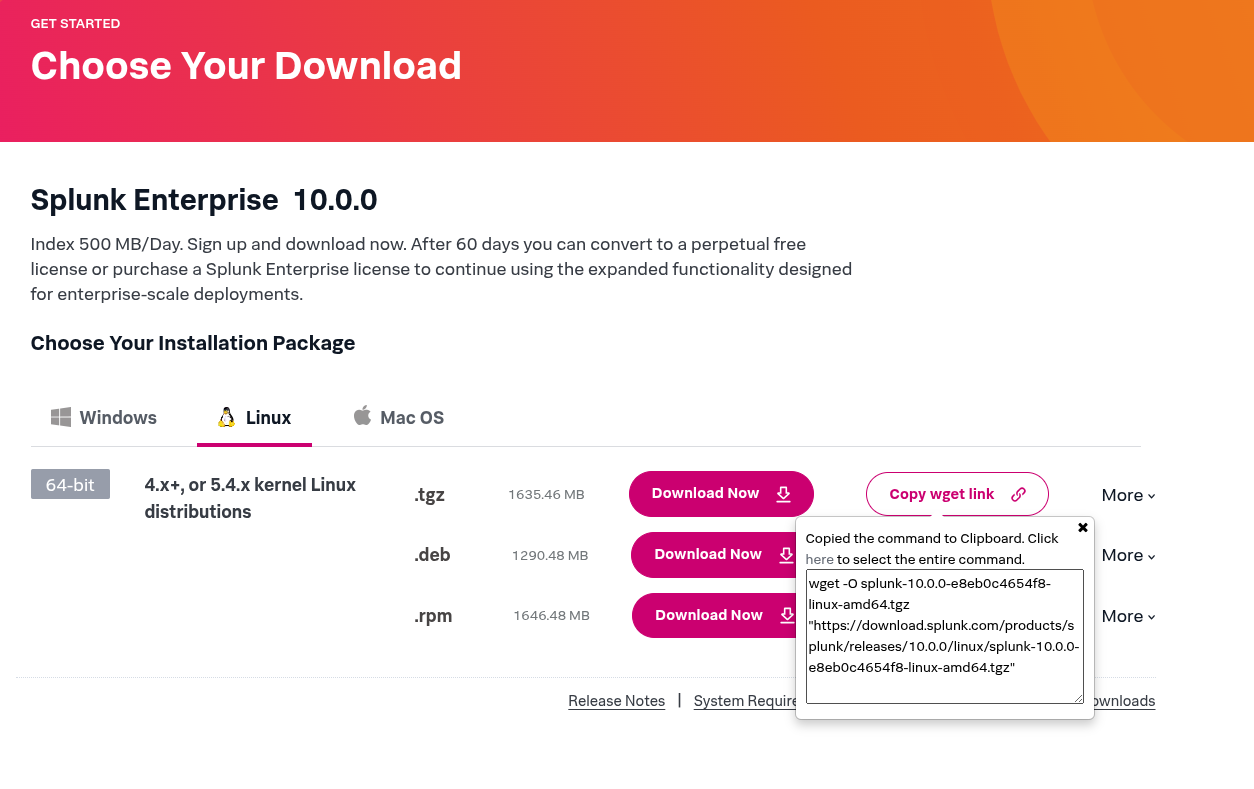 GET STARTED
Choose Your Download
Splunk Enterprise 10.0.0
Index 500 MB/Day. Sign up and download now. After 60 days you can convert to a perpetual free
license or purchase a Splunk Enterprise license to continue using the expanded functionality designed
for enterprise-scale deployments.
Choose Your Installation Package
Windows Linux Mac OS
64-bit
4.x+, or 5.4.x kernel Linux
distributions
.tgz 1635.46 MB Download Now Copy wget link More
.deb 1290.48 MB Download Now More
.rpm 1646.48 MB Download Now More
Copied the command to Clipboard. Click
here to select the entire command.
wget -O splunk-10.0.0-e8eb0c4654f8-
linux-amd64.tgz
"https://download.splunk.com/products/s
plunk/releases/10.0.0/linux/splunk-10.0.0-
e8eb0c4654f8-linux-amd64.tgz"
Release Notes | System Require ownloads